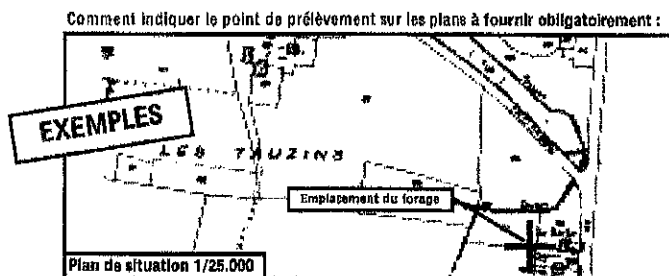 Comment indiquer le point de prélèvement sur les plans à fournir obligatoirement :
EXEMPLES
LES TAUZINS
Emplacement du forage
Plan de situation 1/25.000